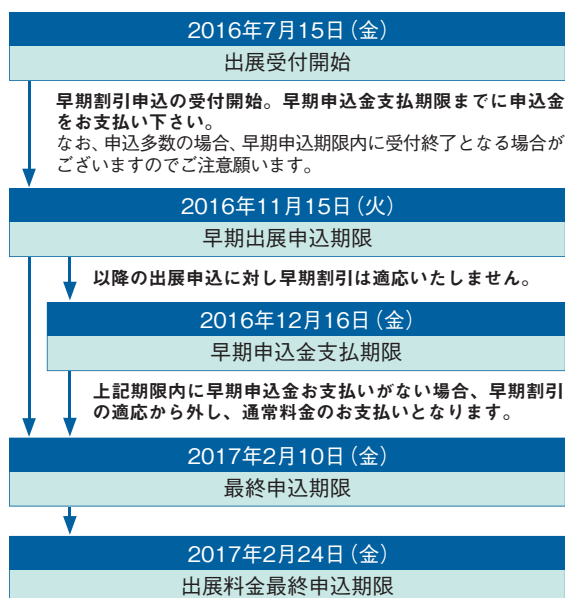 2016年7月15日（金）
出展受付開始
早期割引申込の受付開始。早期申込金支払期限までに申込金
をお支払い下さい。
なお、申込多数の場合、早期申込期限内に受付終了となる場合が
ございますのでご注意願います。
2016年11月15日（火）
早期出展申込期限
以降の出展申込に対し早期割引は適応いたしません。
2016年12月16日（金）
早期申込金支払期限
上記期限内に早期申込金お支払いがない場合、早期割引
の適応から外し、通常料金のお支払いとなります。
2017年2月10日（金）
最終申込期限
2017年2月24日（金）
出展料金最終申込期限